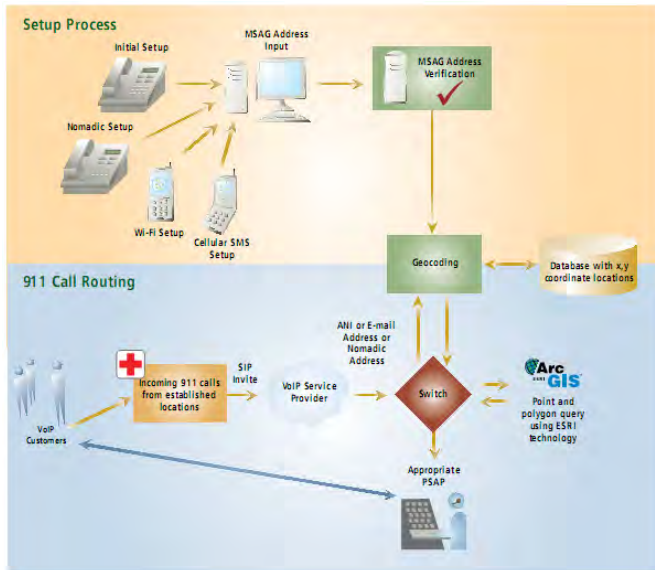 Setup Process
Initial Setup
MSAG Address
Input
MSAG Address
Verification
Nomadic Setup
Wi-Fi Setup
Cellular SMS
Setup
Geocoding
Database with x,y
coordinate locations
911 Call Routing
ANI or E-mail
Address or
Nomadic
Address
SIP
Invite
Incoming 911 calls
from established
locations
VoIP Service
Provider
Switch
Arc
ESRI
GIS
Point and
polygon query
using ESRI
technology
VoIP
Customers
Appropriate
PSAP